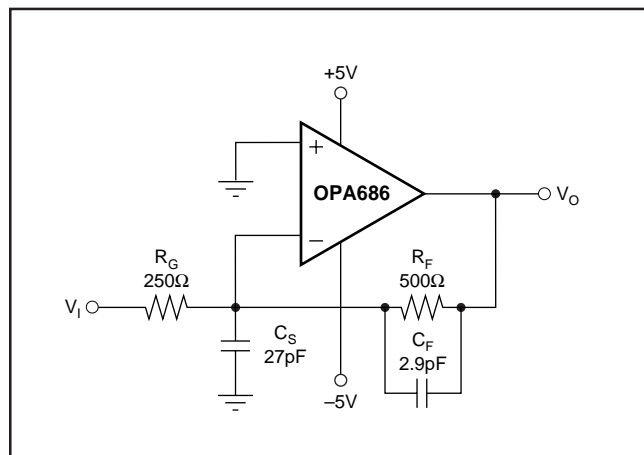 +5V
+
OPA686
−
V_O
R_G
250Ω
R_F
500Ω
V_I
C_S
27pF
C_F
2.9pF
–5V